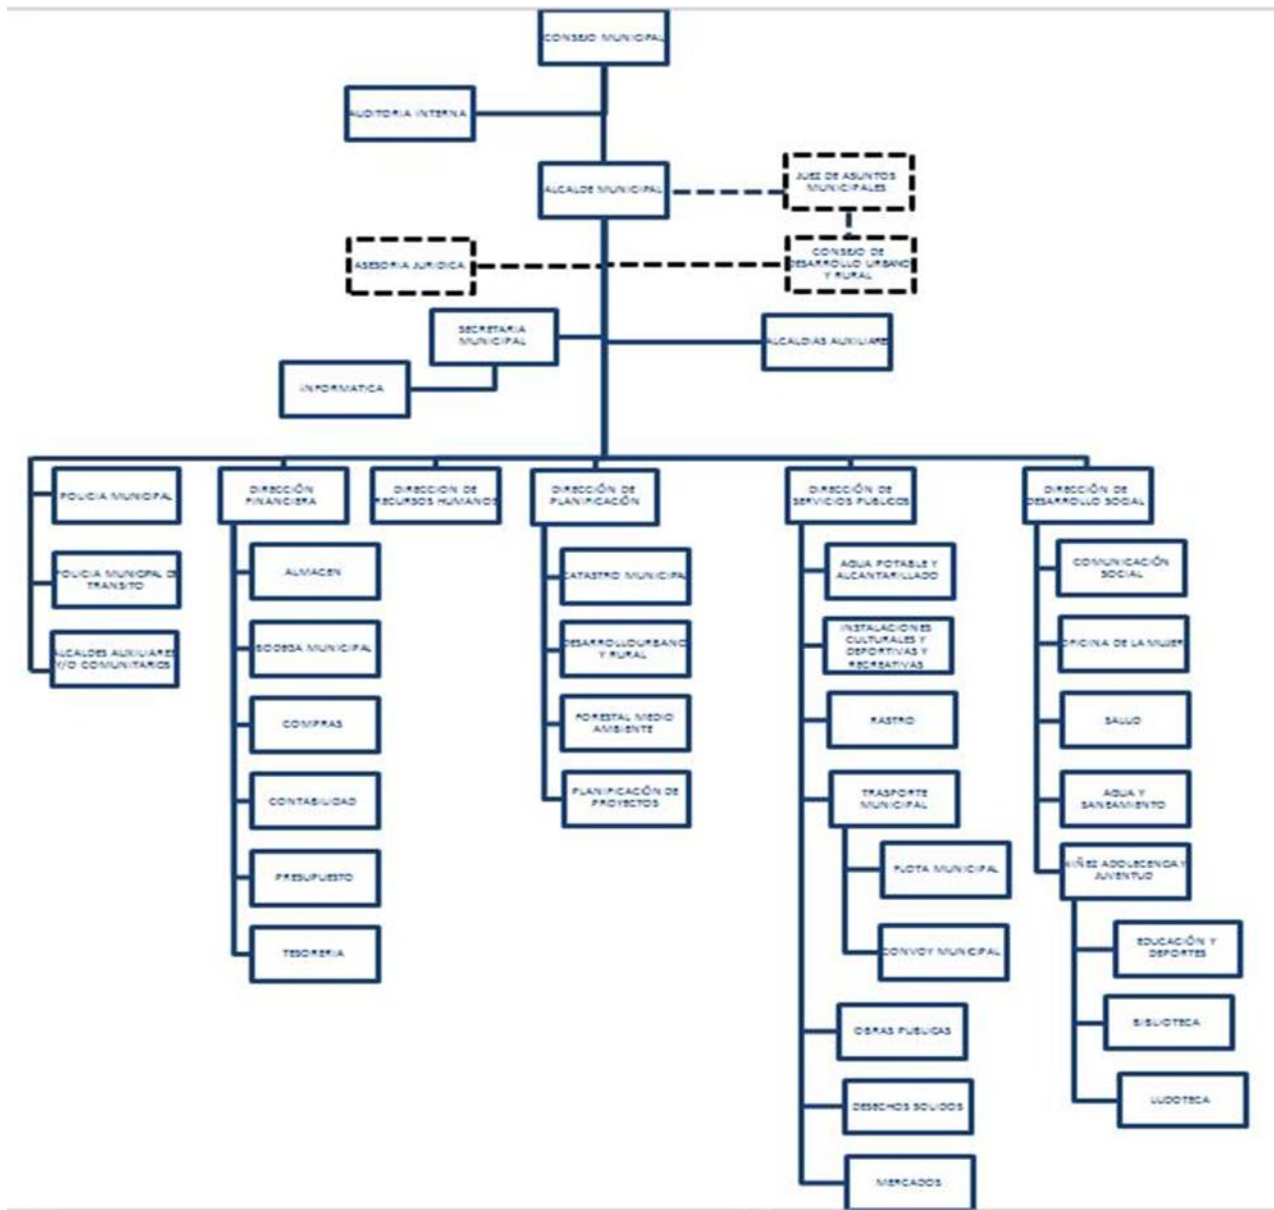 CONSEJO MUNICIPAL
AUDITORIA INTERNA
ALCALDE MUNICIPAL
JUEZ DE ASUNTOS
MUNICIPALES
ASESORIA JURIDICA
CONSEJO DE
DESARROLLO URBANO
Y RURAL
SECRETARIA
MUNICIPAL
ALCALDIAS AUXILIARE
INFORMATICA
POLICIA MUNICIPAL
DIRECCIÓN
FINANCIERA
DIRECCION DE
RECURSOS HUMANOS
DIRECCIÓN DE
PLANIFICACIÓN
DIRECCIÓN DE
SERVICIOS PUBLICOS
DIRECCIÓN DE
DESARROLLO SOCIAL
POLICIA MUNICPAL DE
TRANSITO
ALCALDES AUXILIARES
Y/O COMUNITARIOS
ALMACEN
BODEGA MUNICIPAL
COMPRAS
CONTABILIDAD
PRESUPUESTO
TESORERIA
CATASTRO MUNICIPAL
DESARROLLOURBANO
Y RURAL
FORESTAL MEDIO
AMBIENTE
PLANIFICACIÓN DE
PROYECTOS
AGUA POTABLE Y
ALCANTARILLADO
INSTALACIONES
CULTURALES Y
DEPORTIVAS Y
RECREATIVAS
RASTRO
TRASPORTE
MUNICIPAL
FLOTA MUNICIPAL
CONVOY MUNICIPAL
OBRAS PUBLICAS
DESECHOS SOLIDOS
MERCADOS
COMUNICACIÓN
SOCIAL
OFICINA DE LA MUJER
SALUD
AGUA Y
SANEAMIENTO
NIÑEZ ADOLECENCIA Y
JUVENTUD
EDUCACIÓN Y
DEPORTES
BIBLIOTECA
LUDOTECA